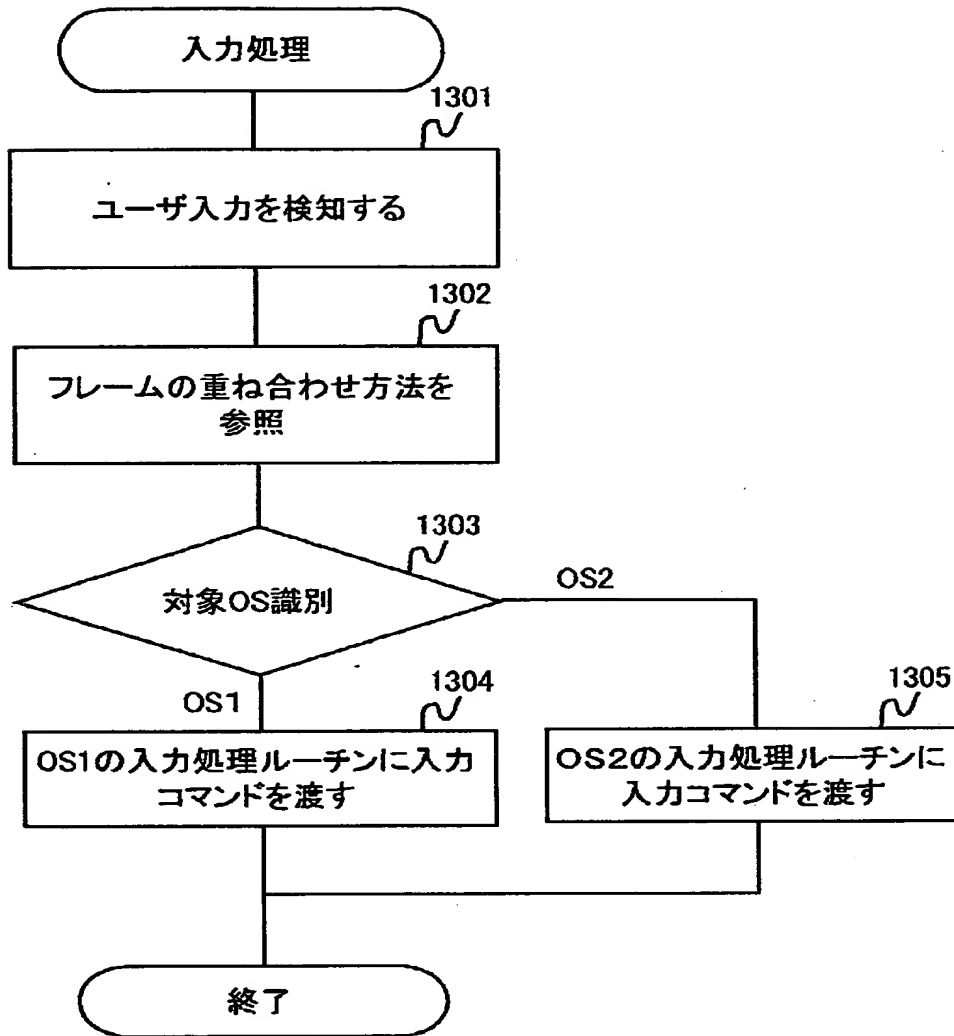 入力処理
1301
ユーザ入力を検知する
1302
フレームの重ね合わせ方法を
参照
1303
対象OS識別
OS2
OS1
1304
OS1の入力処理ルーチンに入力
コマンドを渡す
1305
OS2の入力処理ルーチンに
入力コマンドを渡す
終了